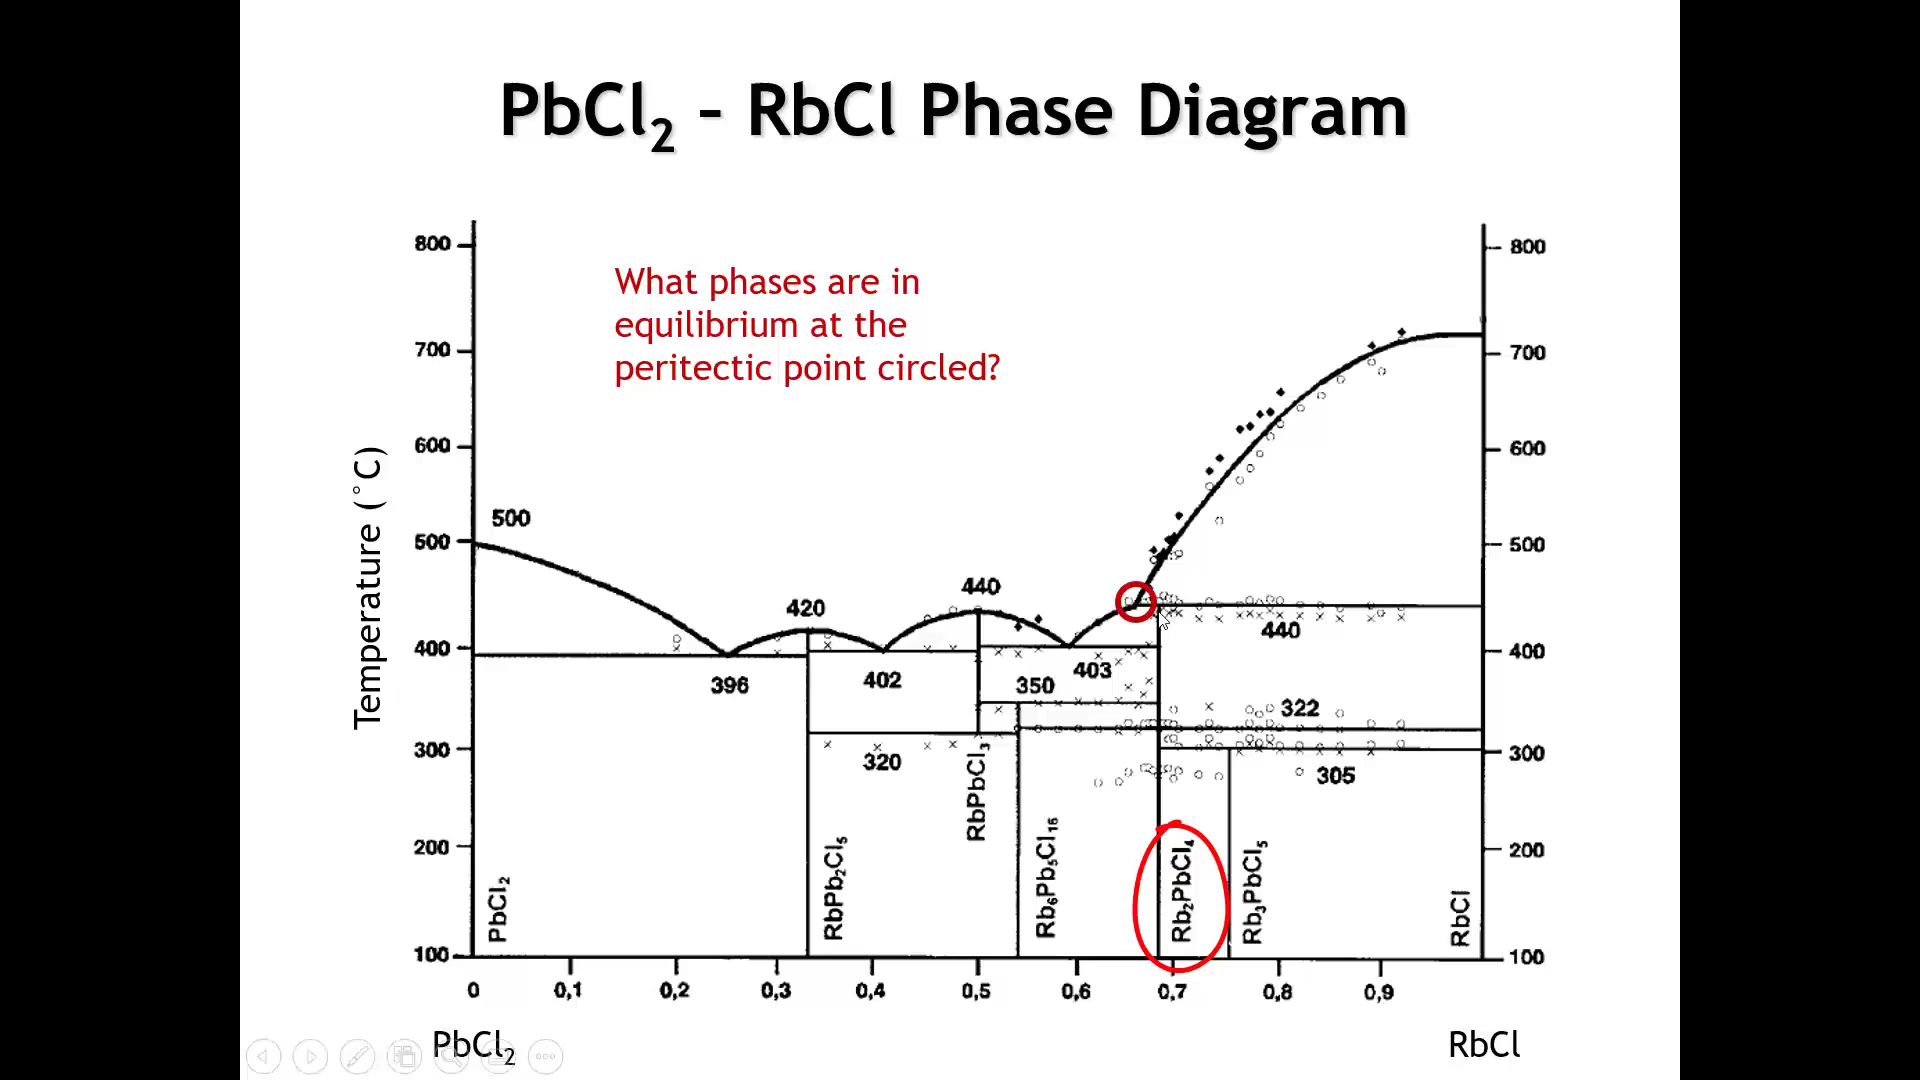 PbCl₂ – RbCl Phase Diagram
What phases are in
equilibrium at the
peritectic point circled?
Temperature (°C)
800
700
600
500
400
300
200
100
800
700
600
500
400
300
200
100
500
420
440
396
402
350
403
440
320
322
305
PbCl₂
RbPb₂Cl₅
RbPbCl₃
Rb₆Pb₅Cl₁₆
Rb₂PbCl₄
Rb₃PbCl₅
RbCl
0 0,1 0,2 0,3 0,4 0,5 0,6 0,7 0,8 0,9
PbCl₂ RbCl